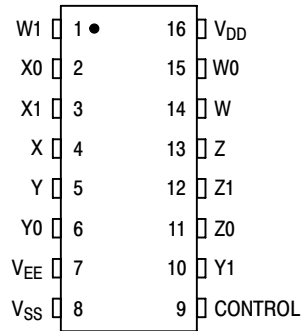 W1 1 16 VDD
X0 2 15 W0
X1 3 14 W
X 4 13 Z
Y 5 12 Z1
Y0 6 11 Z0
VEE 7 10 Y1
VSS 8 9 CONTROL